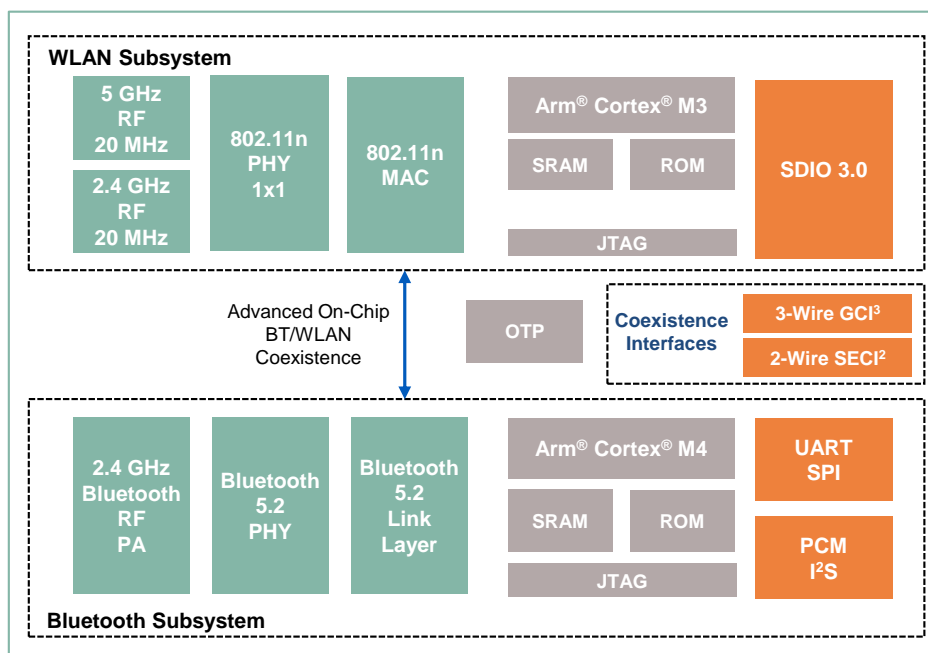 WLAN Subsystem
5 GHz
RF
20 MHz
2.4 GHz
RF
20 MHz
802.11n
PHY
1x1
802.11n
MAC
Arm® Cortex® M3
SRAM
ROM
JTAG
SDIO 3.0
Advanced On-Chip
BT/WLAN
Coexistence
OTP
Coexistence
Interfaces
3-Wire GCI³
2-Wire SECI²
2.4 GHz
Bluetooth
RF
PA
Bluetooth
5.2
PHY
Bluetooth
5.2
Link
Layer
Arm® Cortex® M4
SRAM
ROM
JTAG
UART
SPI
PCM
I²S
Bluetooth Subsystem